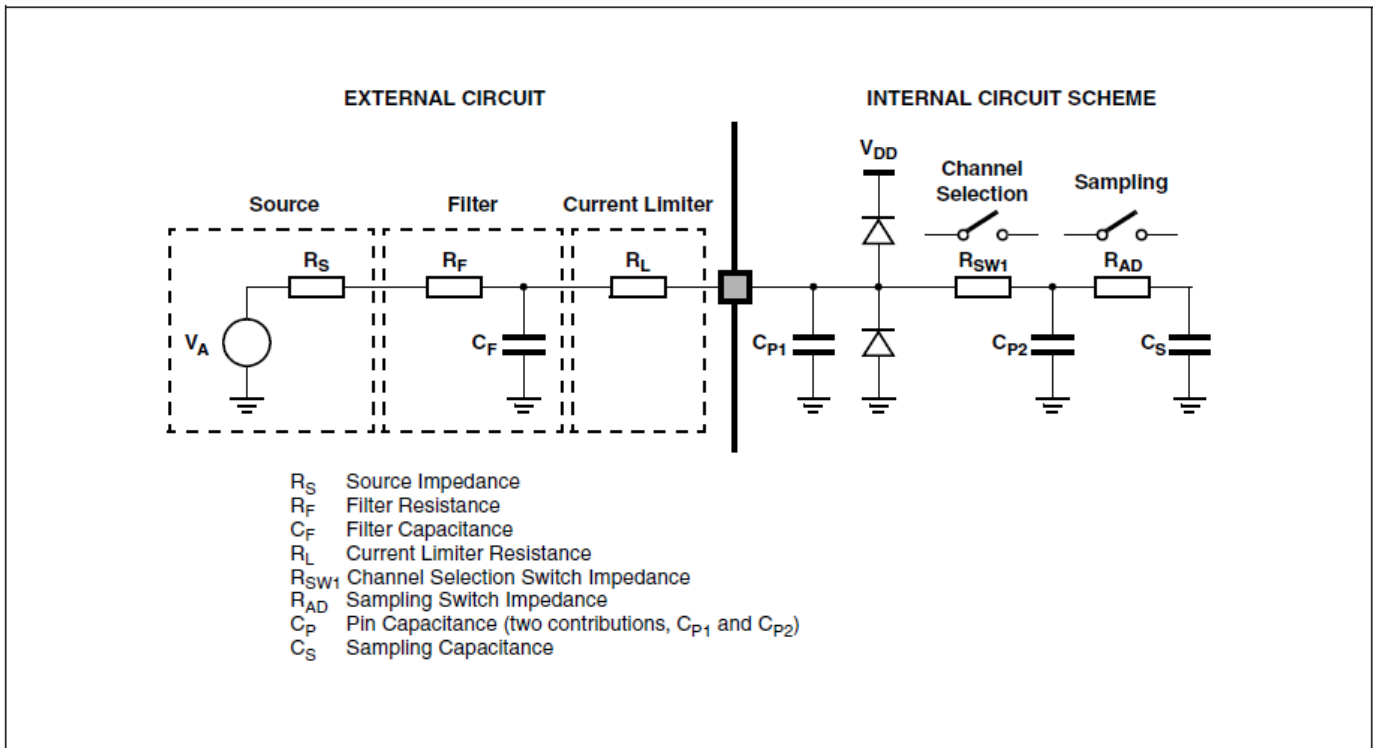 EXTERNAL CIRCUIT
INTERNAL CIRCUIT SCHEME
VDD
Channel
Selection
Sampling
Source
Filter
Current Limiter
RS
RF
RL
RSW1
RAD
VA
CF
CP1
CP2
CS
RS Source Impedance
RF Filter Resistance
CF Filter Capacitance
RL Current Limiter Resistance
RSW1 Channel Selection Switch Impedance
RAD Sampling Switch Impedance
CP Pin Capacitance (two contributions, CP1 and CP2)
CS Sampling Capacitance